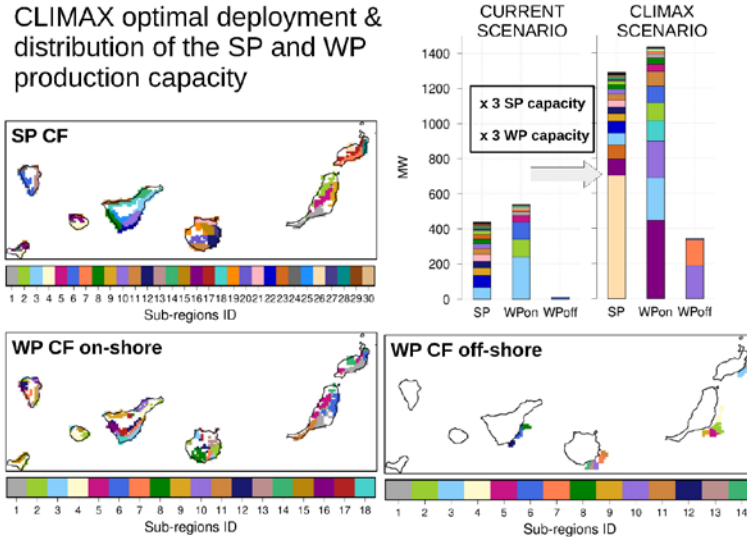 CLIMAX optimal deployment &
distribution of the SP and WP
production capacity
CURRENT
SCENARIO
CLIMAX
SCENARIO
1400
1200
1000
800
600
400
200
0
MW
x 3 SP capacity
x 3 WP capacity
SP WPon WPoff SP WPon WPoff
SP CF
1 2 3 4 5 6 7 8 9 10 11 12 13 14 15 16 17 18 19 20 21 22 23 24 25 26 27 28 29 30
Sub-regions ID
WP CF on-shore
1 2 3 4 5 6 7 8 9 10 11 12 13 14 15 16 17 18
Sub-regions ID
WP CF off-shore
1 2 3 4 5 6 7 8 9 10 11 12 13 14
Sub-regions ID